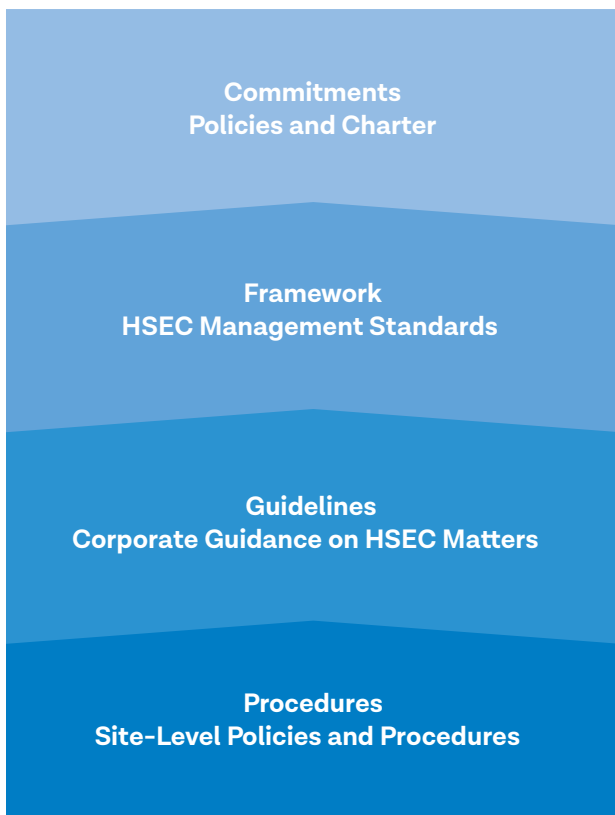 Commitments
Policies and Charter
Framework
HSEC Management Standards
Guidelines
Corporate Guidance on HSEC Matters
Procedures
Site-Level Policies and Procedures